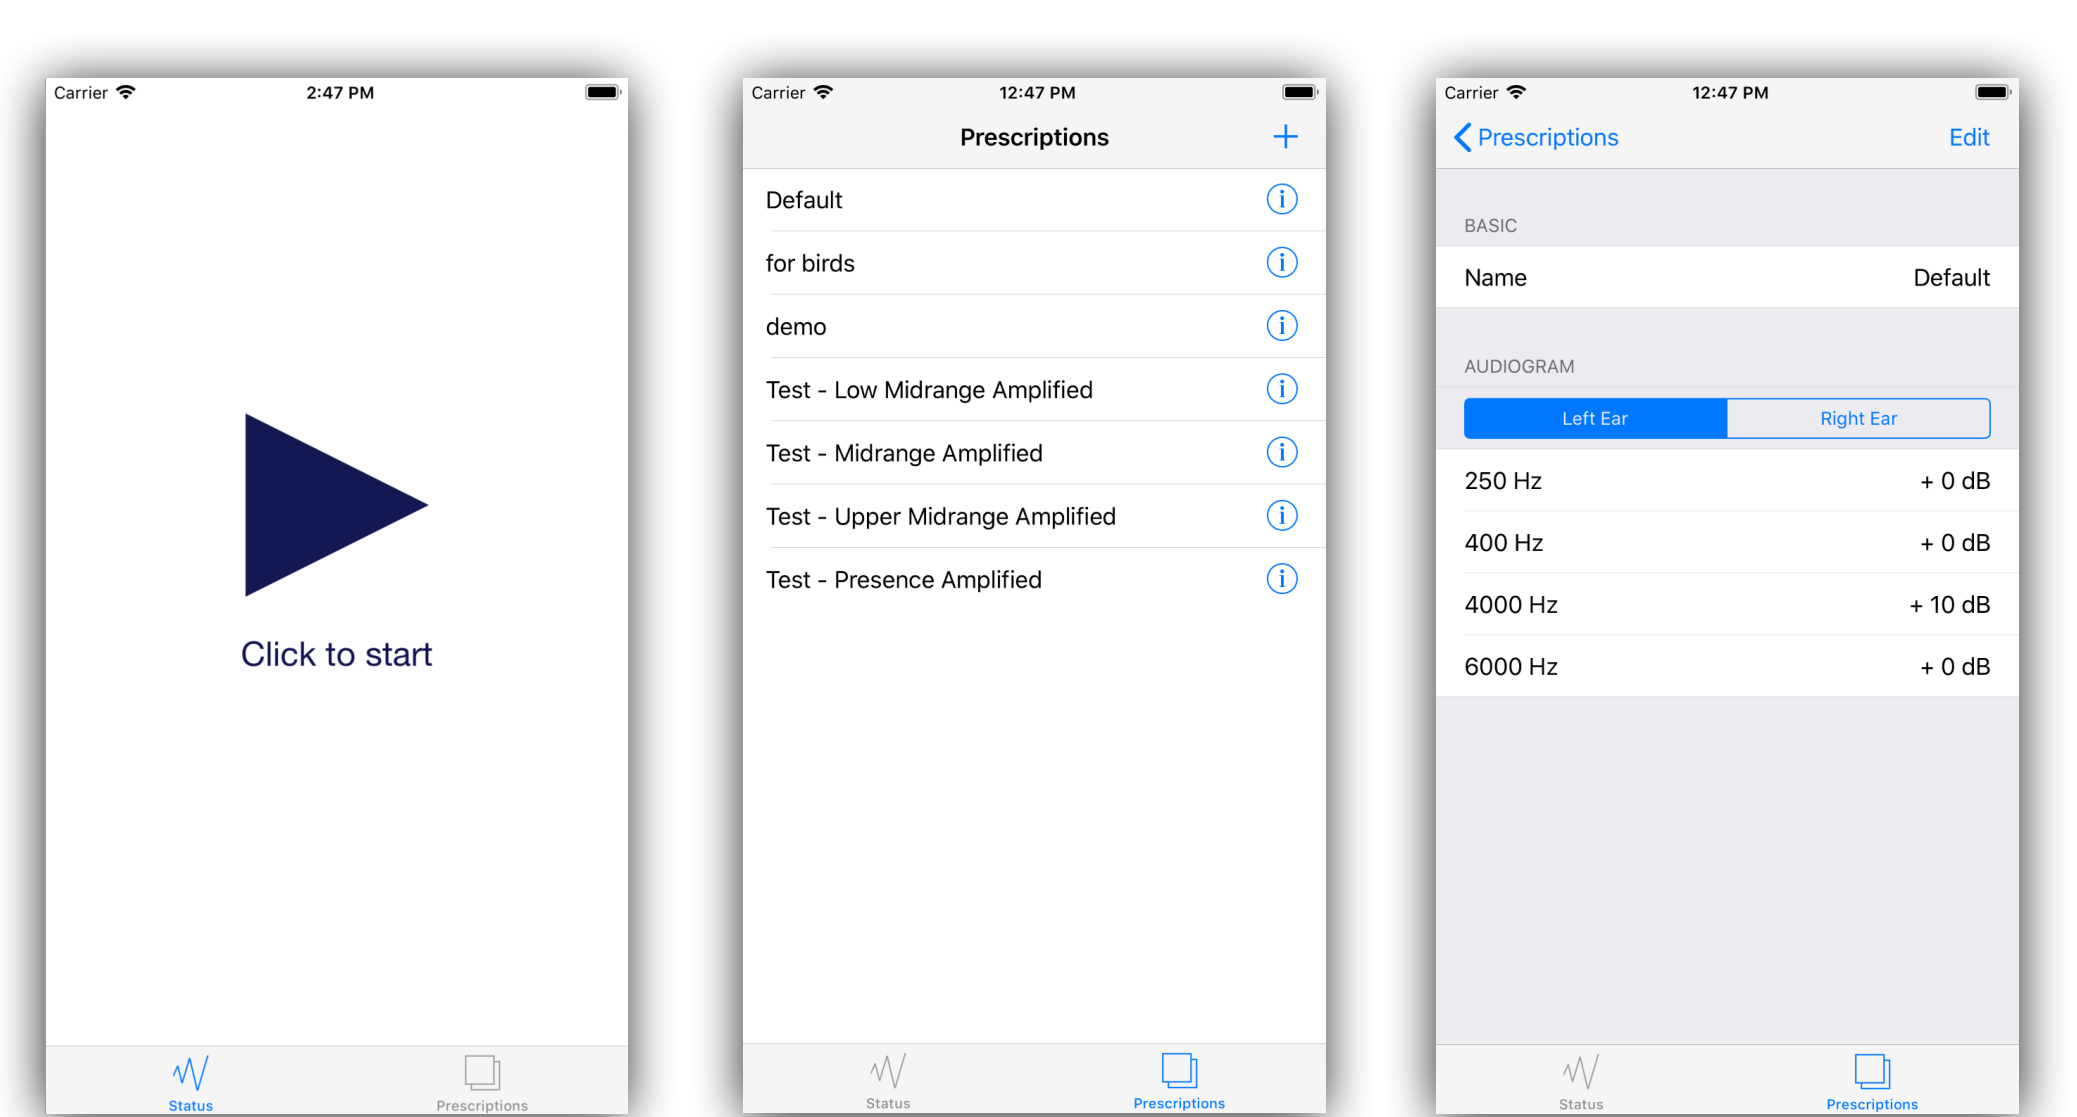 Carrier 2:47 PM
Click to start
Status Prescriptions
Carrier 12:47 PM
Prescriptions +
Default
for birds
demo
Test - Low Midrange Amplified
Test - Midrange Amplified
Test - Upper Midrange Amplified
Test - Presence Amplified
Status Prescriptions
Carrier 12:47 PM
Prescriptions Edit
BASIC
Name Default
AUDIOGRAM
Left Ear Right Ear
250 Hz + 0 dB
400 Hz + 0 dB
4000 Hz + 10 dB
6000 Hz + 0 dB
Status Prescriptions